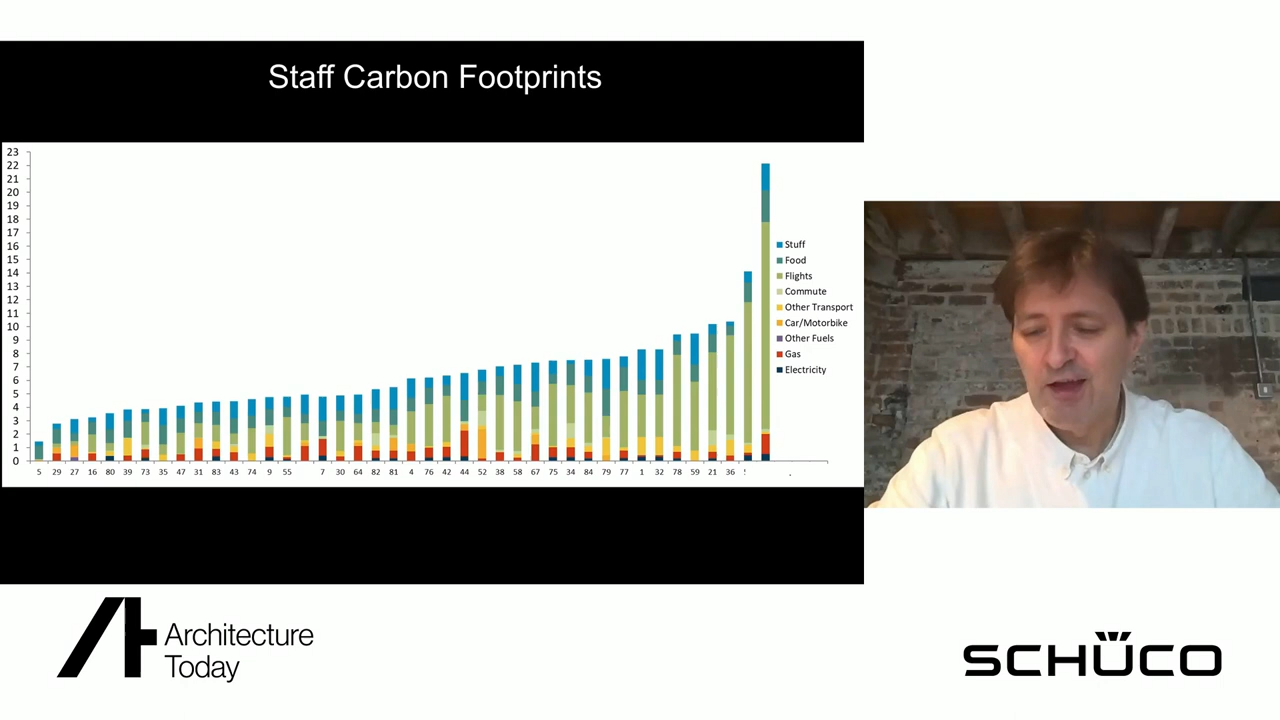 Staff Carbon Footprints
23
22
21
20
19
18
17
16
15
14
13
12
11
10
9
8
7
6
5
4
3
2
1
0
5 29 27 16 80 39 73 35 47 31 83 43 74 9 55 7 30 64 82 81 4 76 42 44 52 38 58 67 75 34 84 79 77 1 32 78 59 21 36
Stuff
Food
Flights
Commute
Other Transport
Car/Motorbike
Other Fuels
Gas
Electricity
Architecture
Today
SCHÜCO